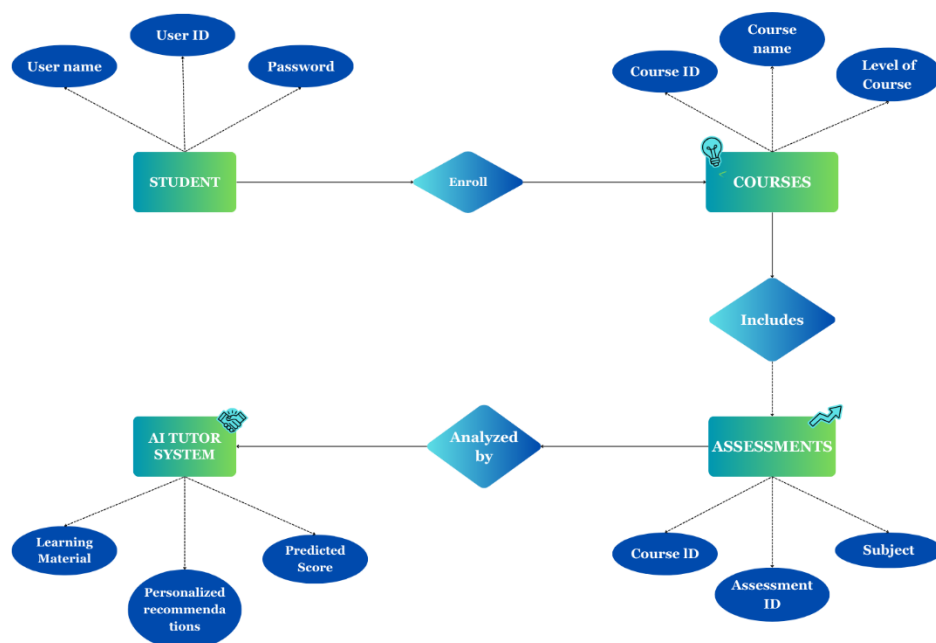 User name
User ID
Password
Course ID
Course
name
Level of
Course
STUDENT
Enroll
COURSES
Includes
AI TUTOR
SYSTEM
Analyzed
by
ASSESSMENTS
Learning
Material
Personalized
recommenda
tions
Predicted
Score
Course lD
Assessment
ID
Subject